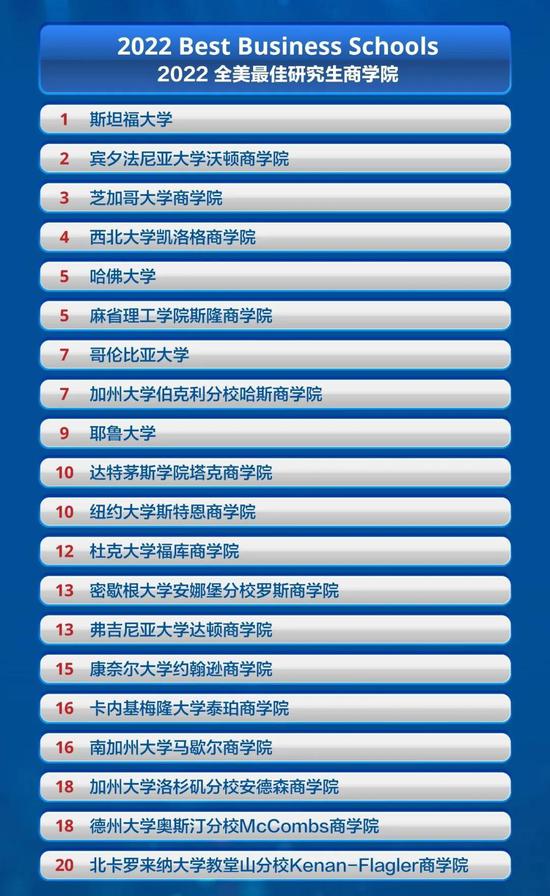 2022 Best Business Schools
2022 全美最佳研究生商学院
1 斯坦福大学
2 宾夕法尼亚大学沃顿商学院
3 芝加哥大学商学院
4 西北大学凯洛格商学院
5 哈佛大学
5 麻省理工学院斯隆商学院
7 哥伦比亚大学
7 加州大学伯克利分校哈斯商学院
9 耶鲁大学
10 达特茅斯学院塔克商学院
10 纽约大学斯特恩商学院
12 杜克大学福库商学院
13 密歇根大学安娜堡分校罗斯商学院
13 弗吉尼亚大学达顿商学院
15 康奈尔大学约翰逊商学院
16 卡内基梅隆大学泰珀商学院
16 南加州大学马歇尔商学院
18 加州大学洛杉矶分校安德森商学院
18 德州大学奥斯汀分校McCombs商学院
20 北卡罗来纳大学教堂山分校Kenan-Flagler商学院